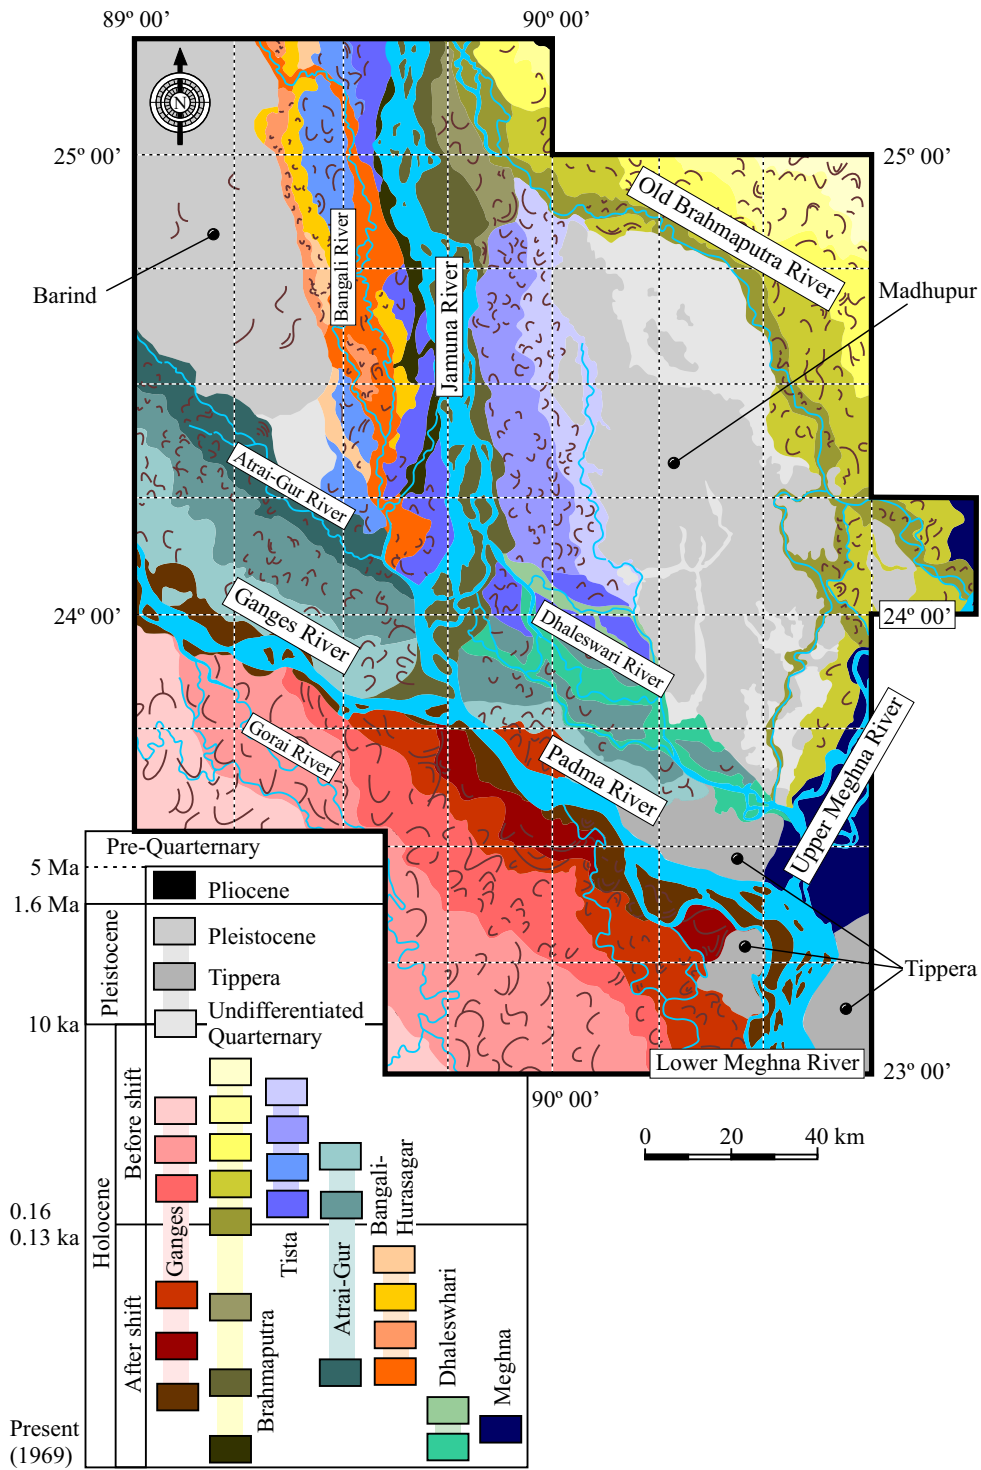 89º 00’
90º 00’
N
25º 00’
25º 00’
Old Brahmaputra River
Bangali River
Jamuna River
Barind
Madhupur
Atrai-Gur River
24º 00’
24º 00’
Ganges River
Dhaleswari River
Gorai River
Padna River
Upper Meghna River
Tippera
Lower Meghna River
23º 00’
90º 00’
0 20 40 km
Pre-Quarternary
5 Ma
Pliocene
1.6 Ma
Pleistocene
Pleistocene
Tippera
Undifferentiated
Quarternary
10 ka
Holocene
Before shift
After shift
0.16
0.13 ka
Present
(1969)
Ganges
Brahmaputra
Tista
Atrai-Gur
Bangali-
Hurasagar
Dhaleswhari
Meghna